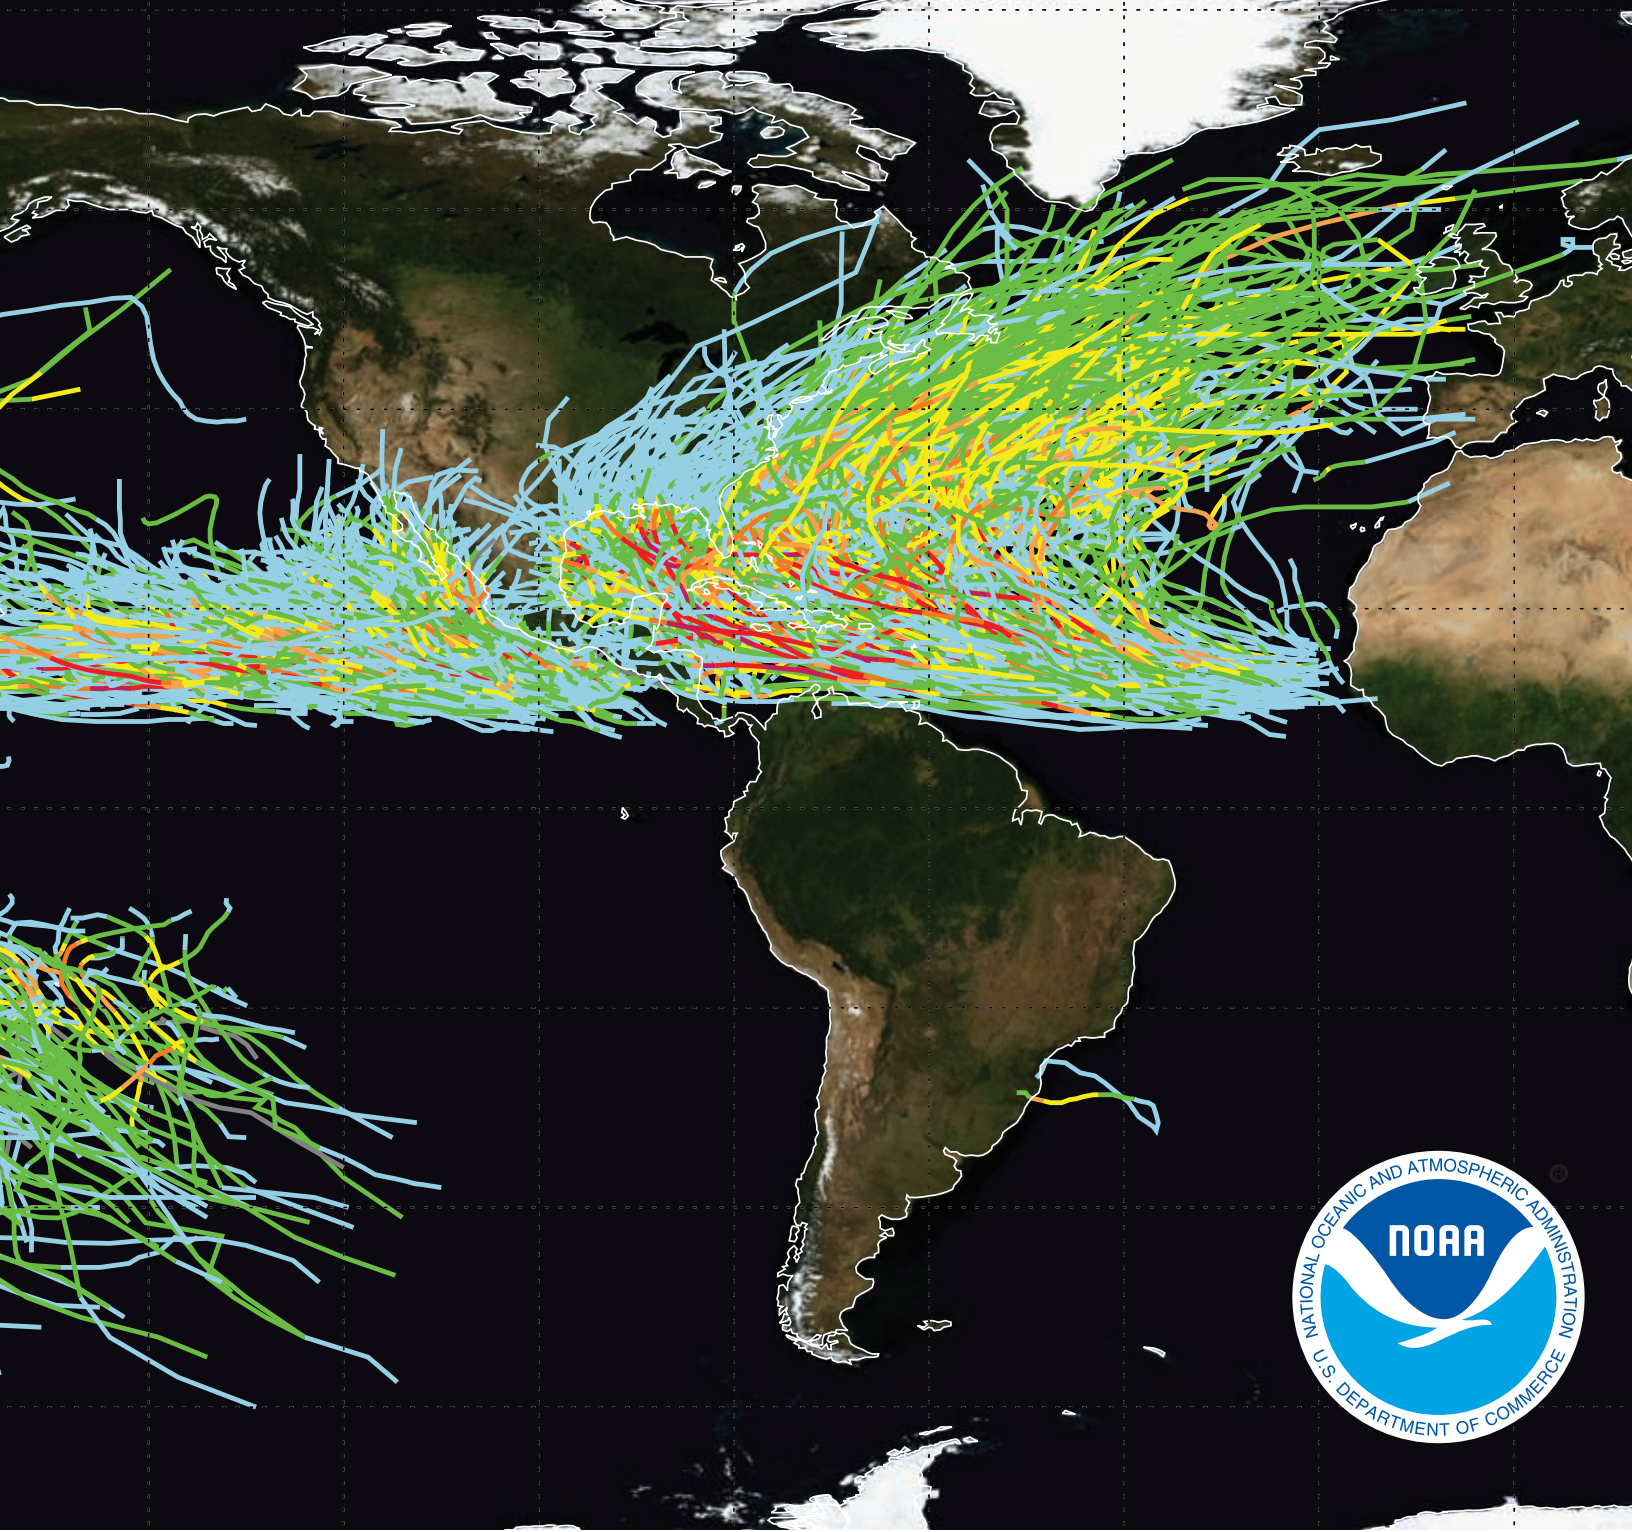 ®
NATIONAL OCEANIC AND ATMOSPHERIC ADMINISTRATION
NOAA
U.S. DEPARTMENT OF COMMERCE